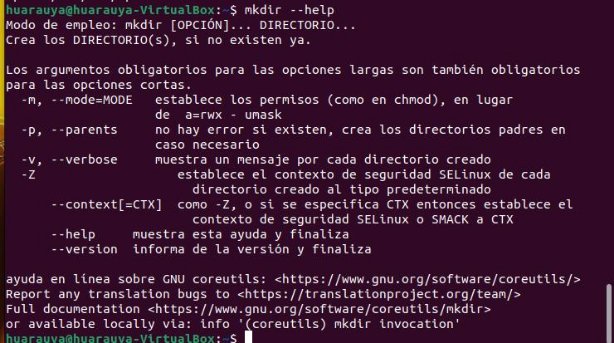 huarauya@huarauya-VirtualBox:~$ mkdir --help
Modo de empleo: mkdir [OPCIÓN]... DIRECTORIO...
Crea los DIRECTORIO(s), si no existen ya.
Los argumentos obligatorios para las opciones largas son también obligatorios
para las opciones cortas.
-m, --mode=MODE   establece los permisos (como en chmod), en lugar
de  a=rwx - umask
-p, --parents     no hay error si existen, crea los directorios padres en
caso necesario
-v, --verbose     muestra un mensaje por cada directorio creado
-Z                   establece el contexto de seguridad SELinux de cada
directorio creado al tipo predeterminado
--context[=CTX]  como -Z, o si se especifica CTX entonces establece el
contexto de seguridad SELinux o SMACK a CTX
--help     muestra esta ayuda y finaliza
--version  informa de la versión y finaliza
ayuda en línea sobre GNU coreutils: <https://www.gnu.org/software/coreutils/>
Report any translation bugs to <https://translationproject.org/team/>
Full documentation <https://www.gnu.org/software/coreutils/mkdir>
or available locally via: info '(coreutils) mkdir invocation'
huarauya@huarauya-VirtualBox:~$